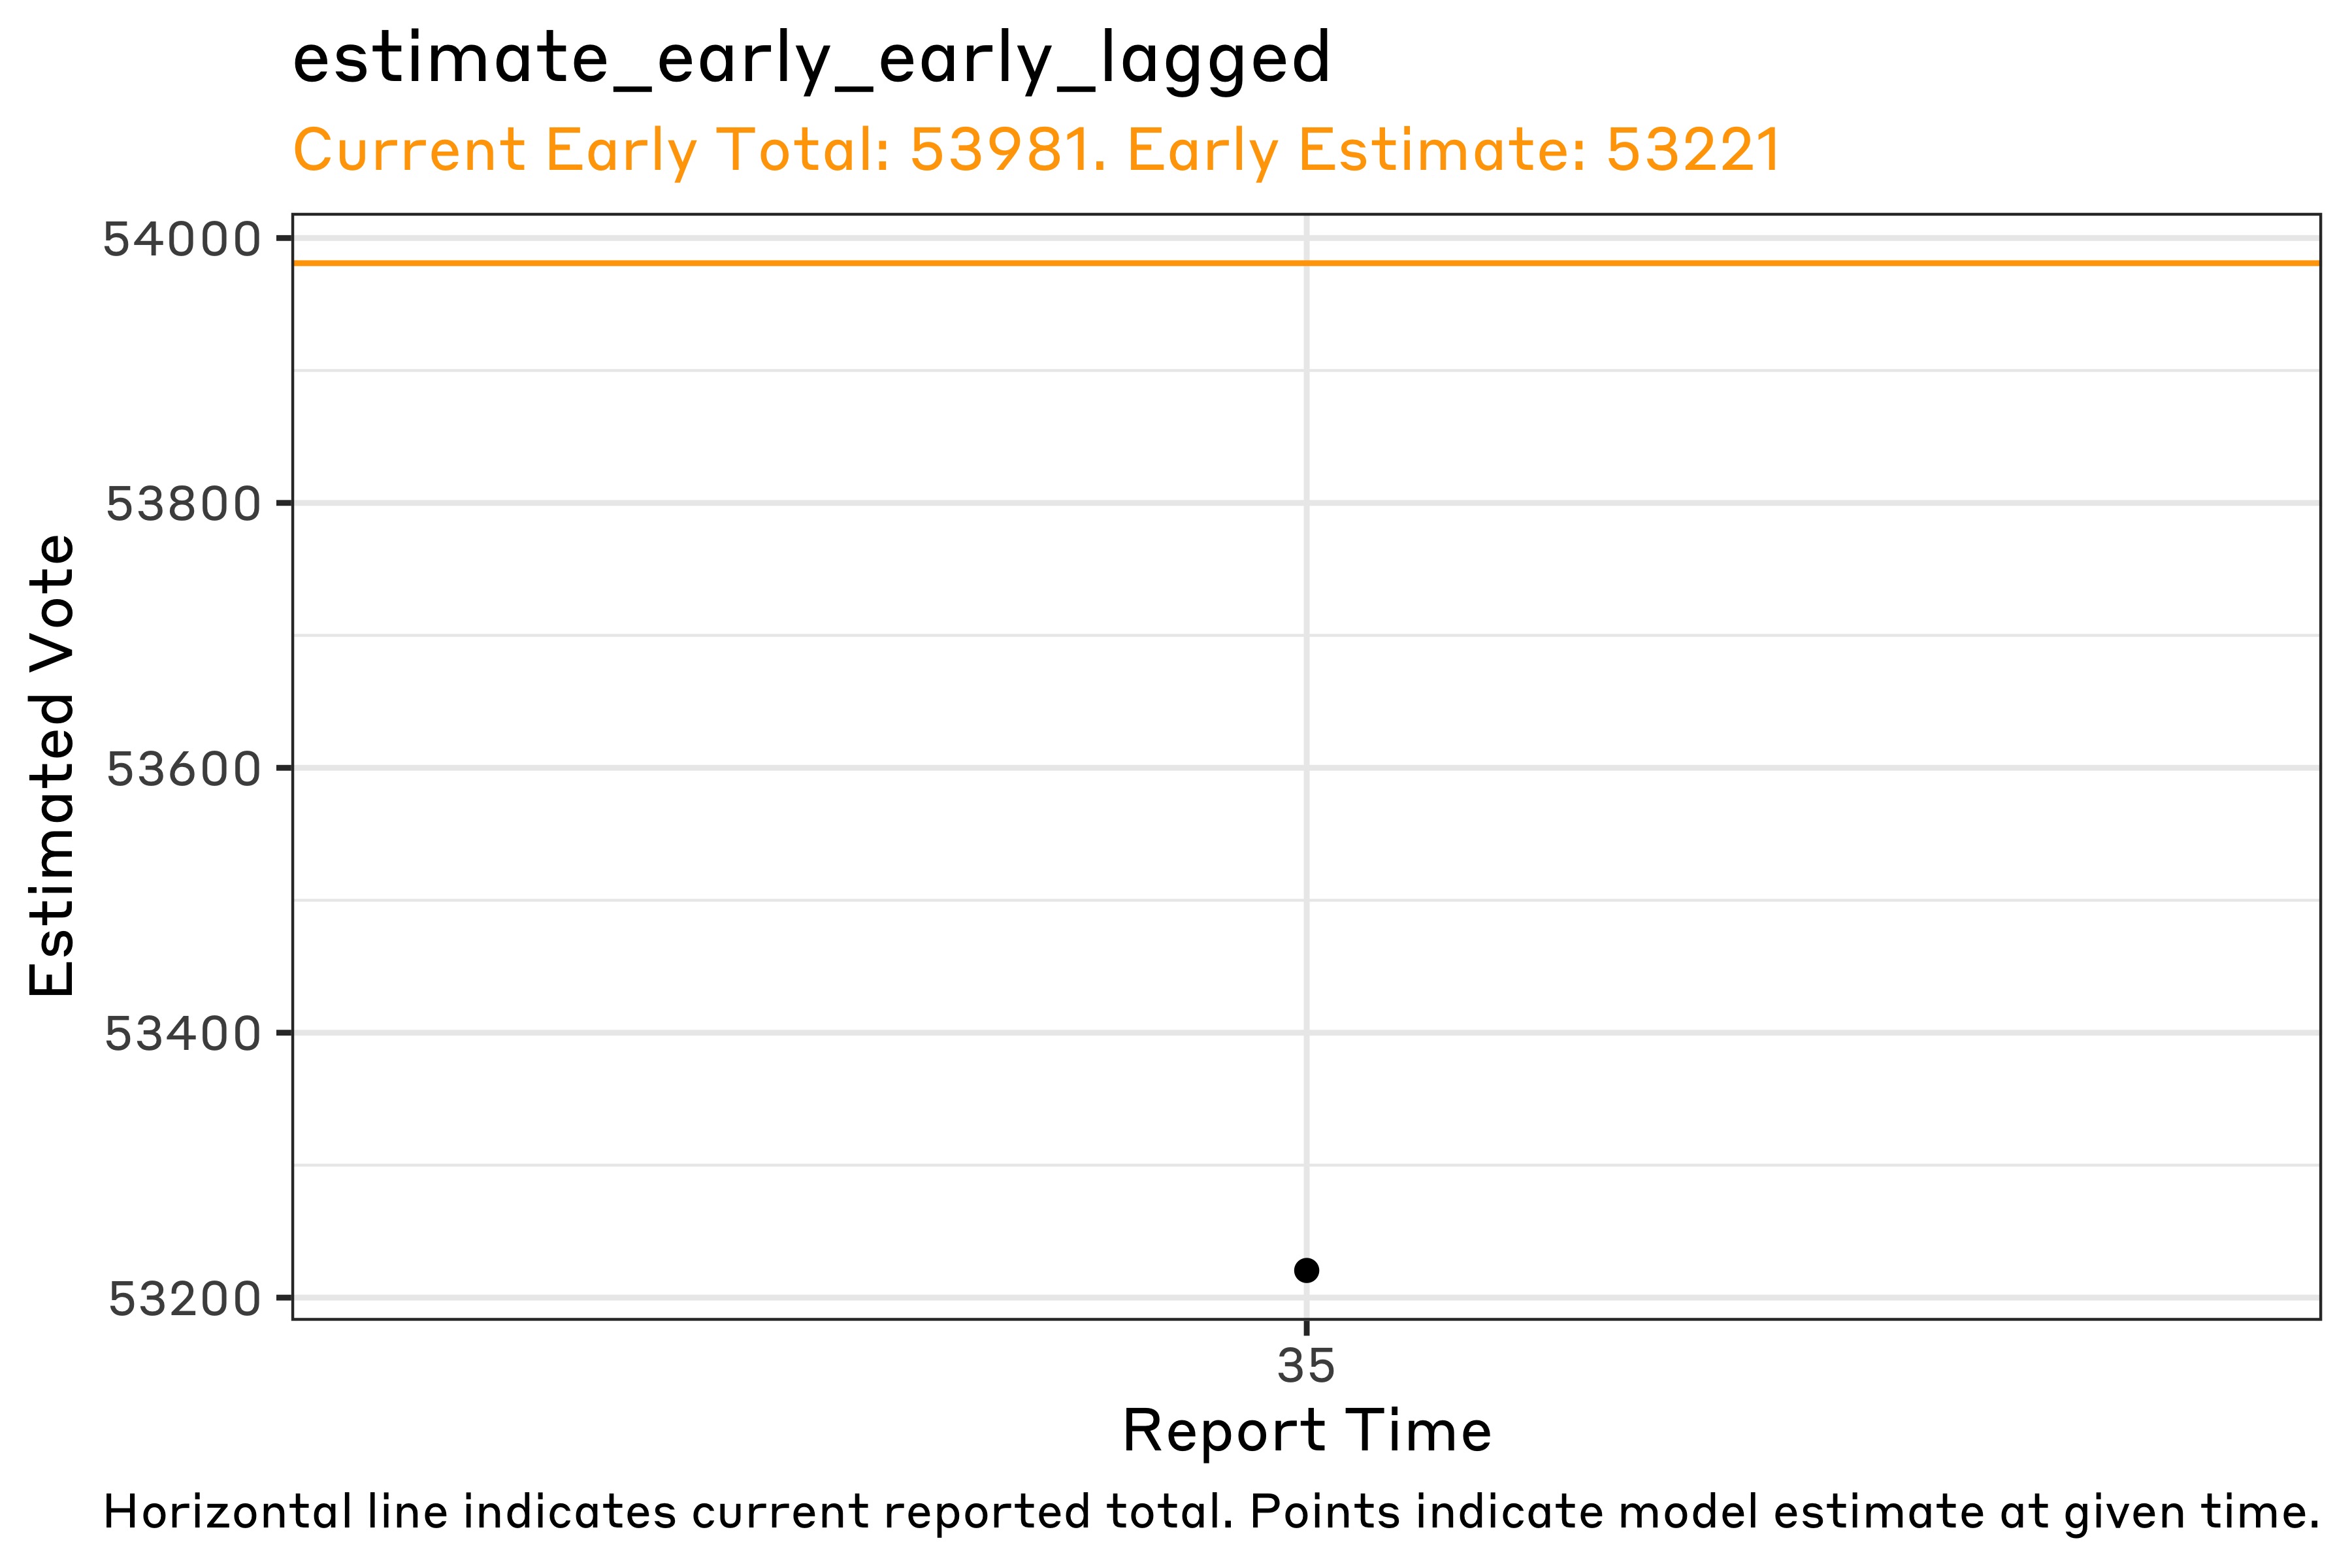 estimate_early_early_lagged
Current Early Total: 53981. Early Estimate: 53221
54000
53800
53600
53400
53200
Estimated Vote
35
Report Time
Horizontal line indicates current reported total. Points indicate model estimate at given time.